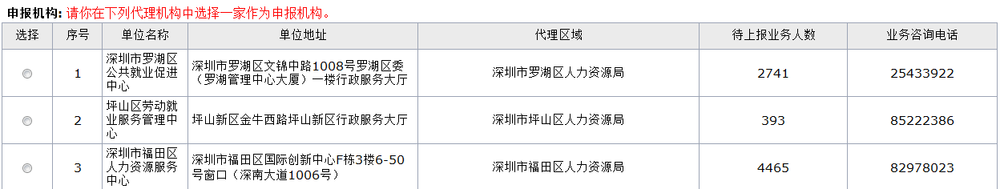 申报机构: 请你在下列代理机构中选择一家作为申报机构。
选择 序号 单位名称 单位地址 代理区域 待上报业务人数 业务咨询电话
深圳市罗湖区
公共就业促进
中心
深圳市罗湖区文锦中路1008号罗湖区委
（罗湖管理中心大厦）一楼行政服务大厅
1 深圳市罗湖区人力资源局 2741 25433922
坪山区劳动就
业服务管理中
心
2 坪山新区金牛西路坪山新区行政服务大厅 深圳市坪山区人力资源局 393 85222386
深圳市福田区
人力资源服务
中心
深圳市福田区国际创新中心F栋3楼6-50
号窗口（深南大道1006号）
3 深圳市福田区人力资源局 4465 82978023